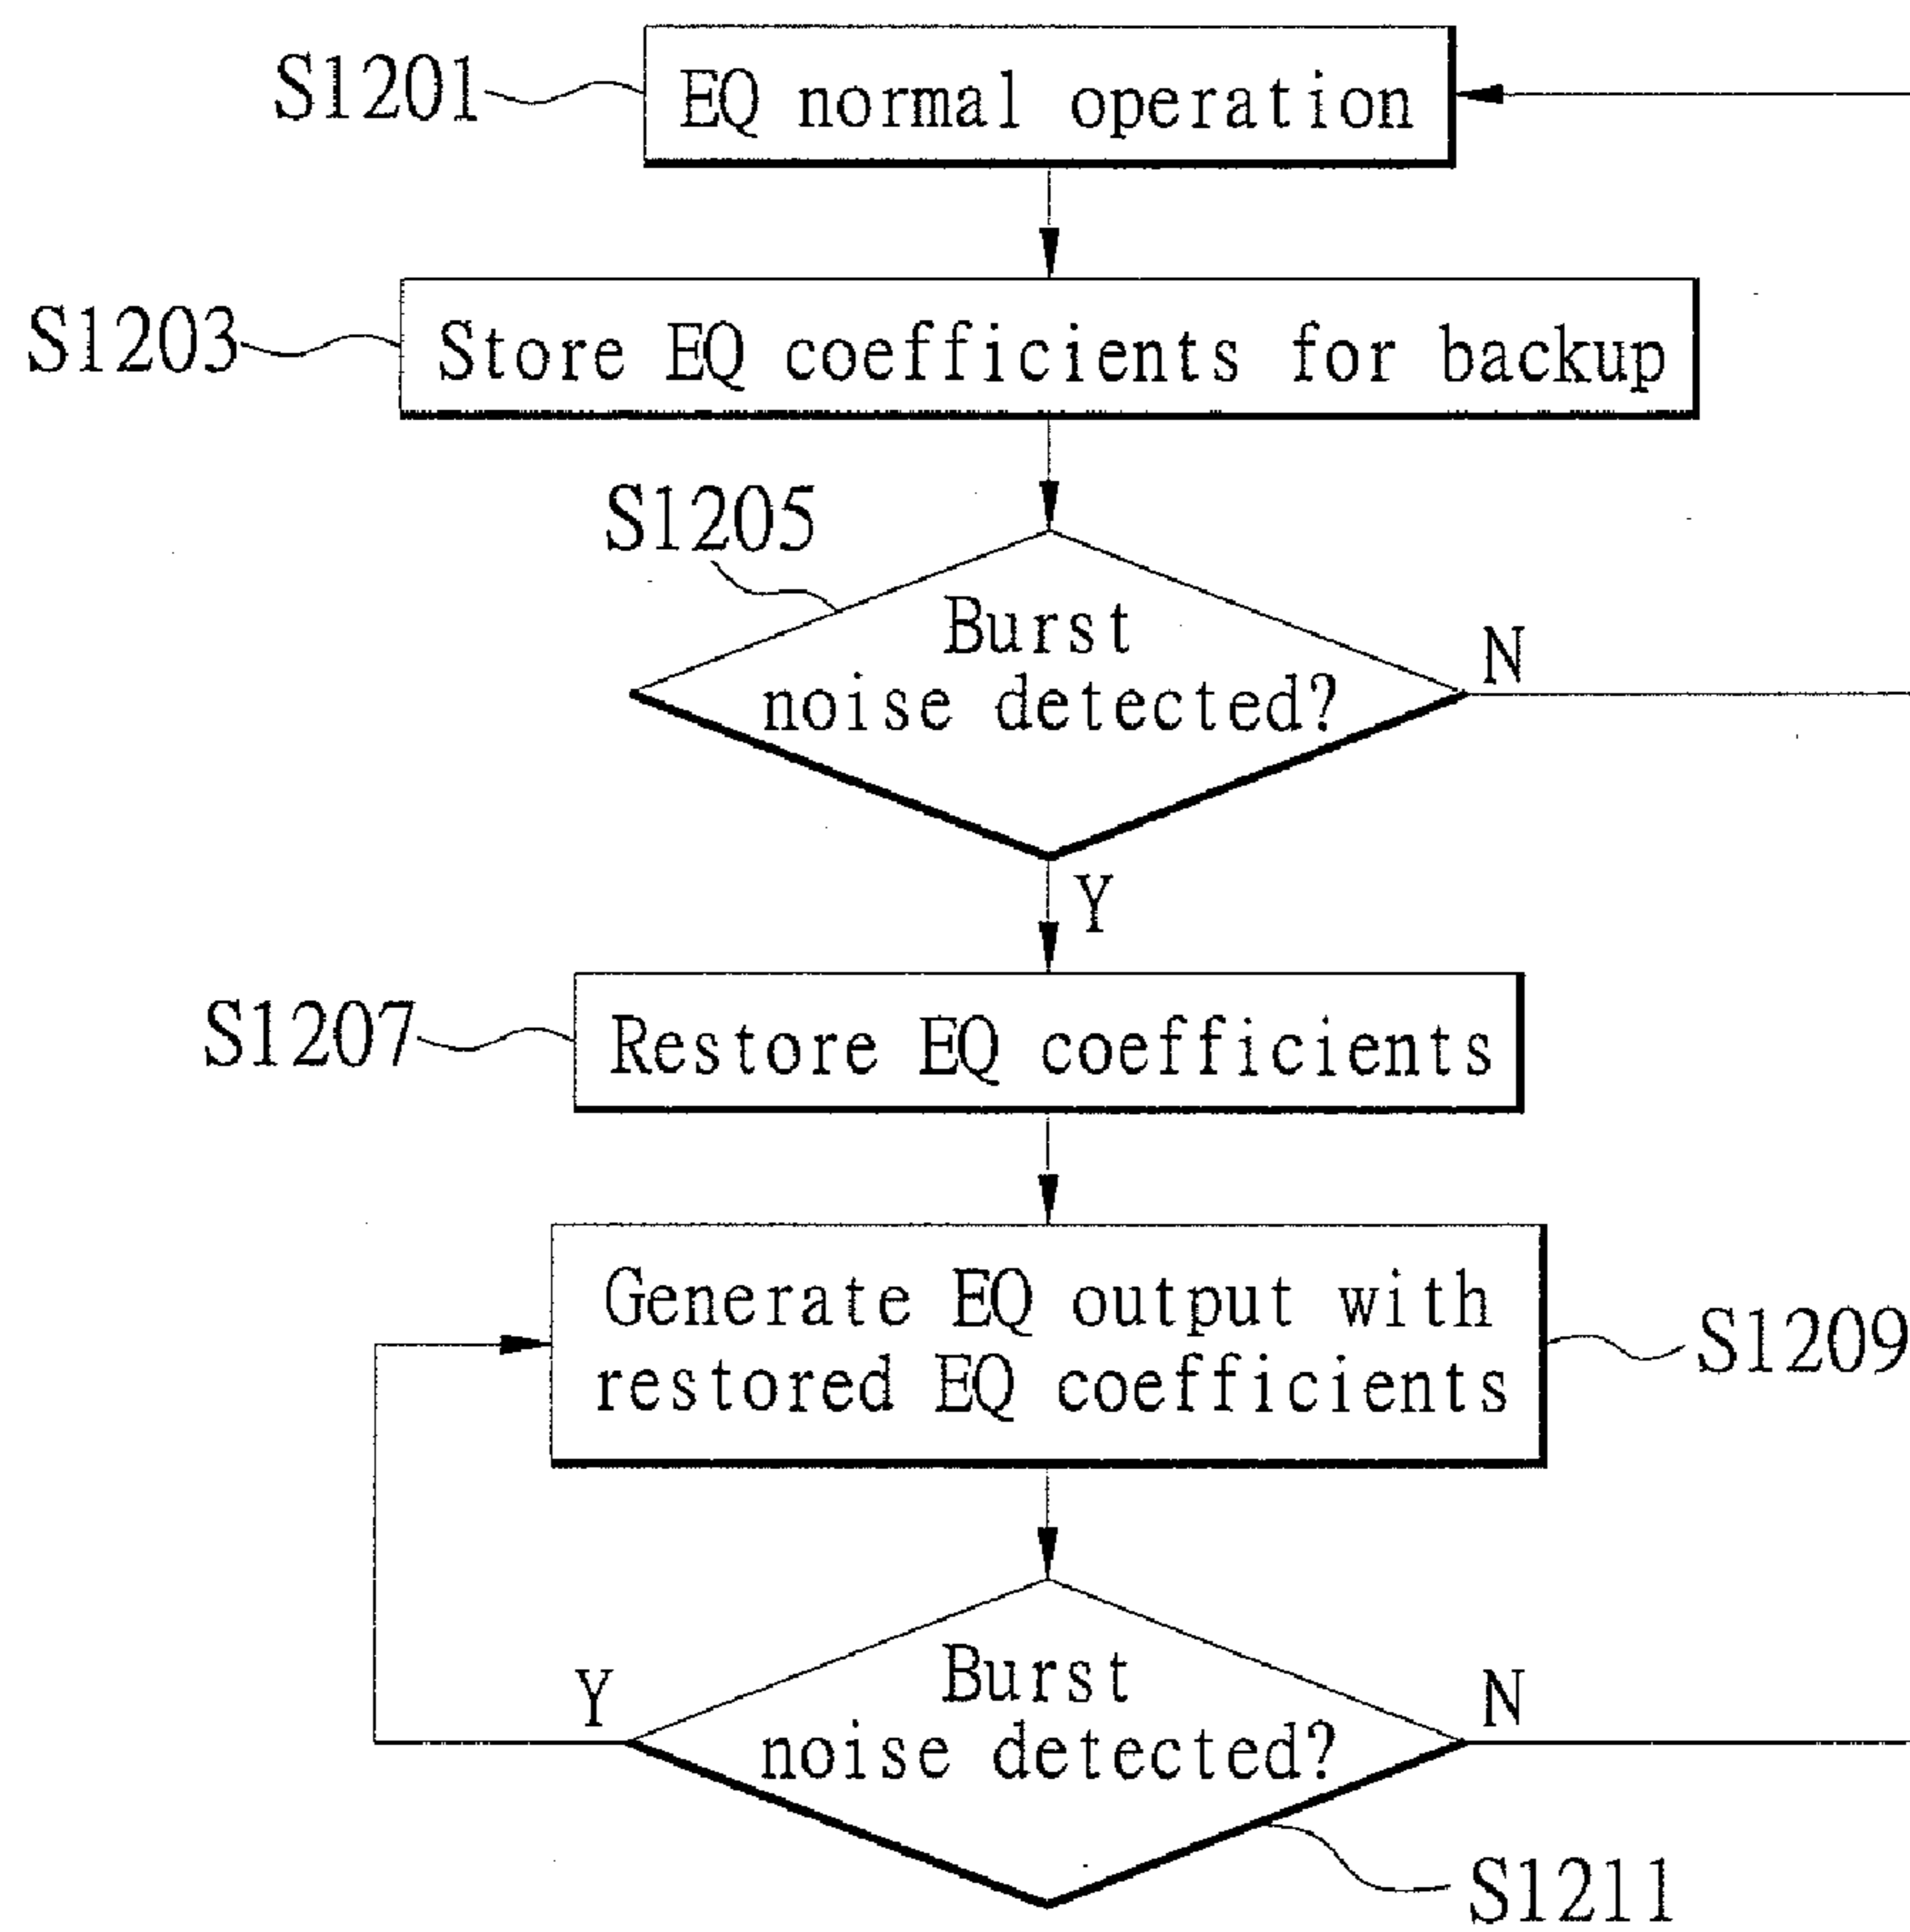 S1201
EQ normal operation
S1203
Store EQ coefficients for backup
S1205
Burst
noise detected?
N
Y
S1207
Restore EQ coefficients
Generate EQ output with
restored EQ coefficients
S1209
Y
Burst
noise detected?
N
S1211